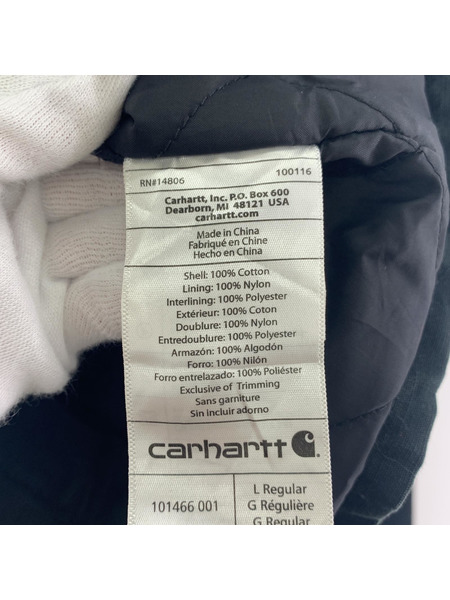 RN#14806 100116
Carhartt, Inc. P.O. Box 600
Dearborn, MI 48121 USA
carhartt.com
Made in China
Fabriqué en Chine
Hecho en China
Shell: 100% Cotton
Lining: 100% Nylon
Interlining: 100% Polyester
Extérieur: 100% Coton
Doublure: 100% Nylon
Entredoublure: 100% Polyester
Armazón: 100% Algodón
Forro: 100% Nilón
Forro entrelazado: 100% Poliéster
Exclusive of Trimming
Sans garniture
Sin incluir adorno
carhartt
101466 001
L Regular
G Régulière
G Regular